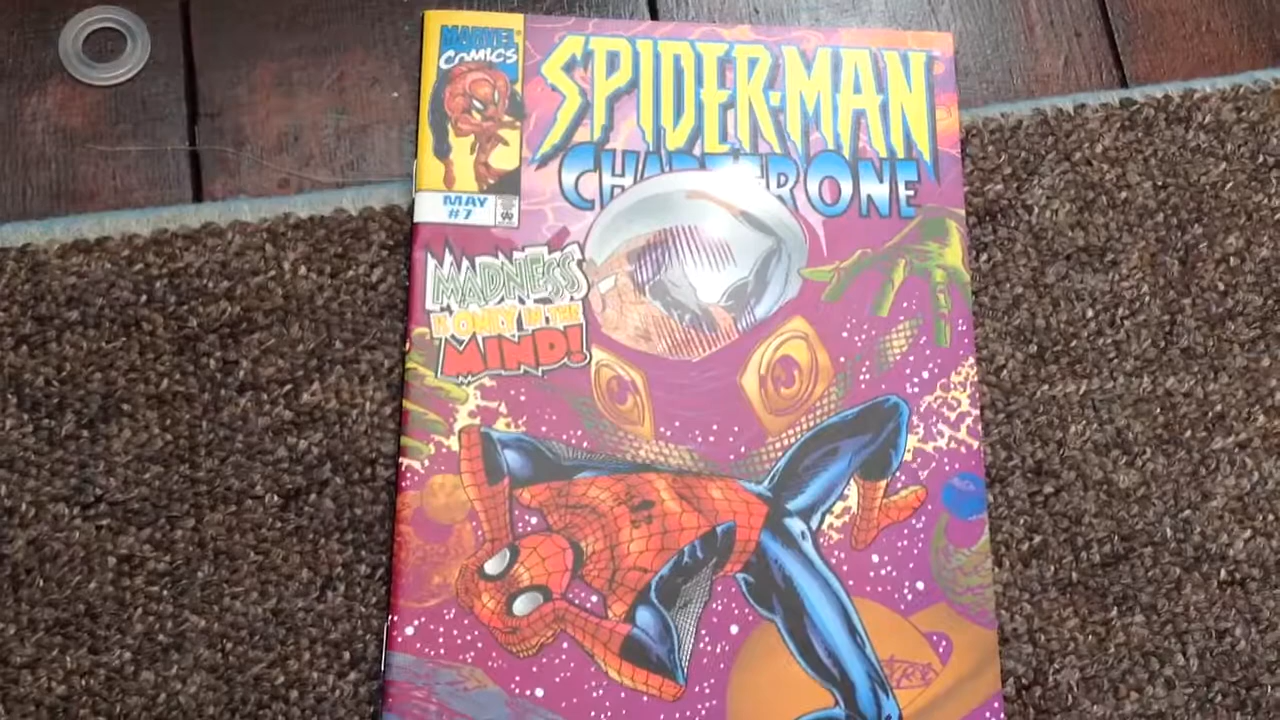 MARVEL
COMICS
SPIDER-MAN
CHAPTER ONE
MAY
#7
MADNESS
IS ONLY IN THE
MIND!